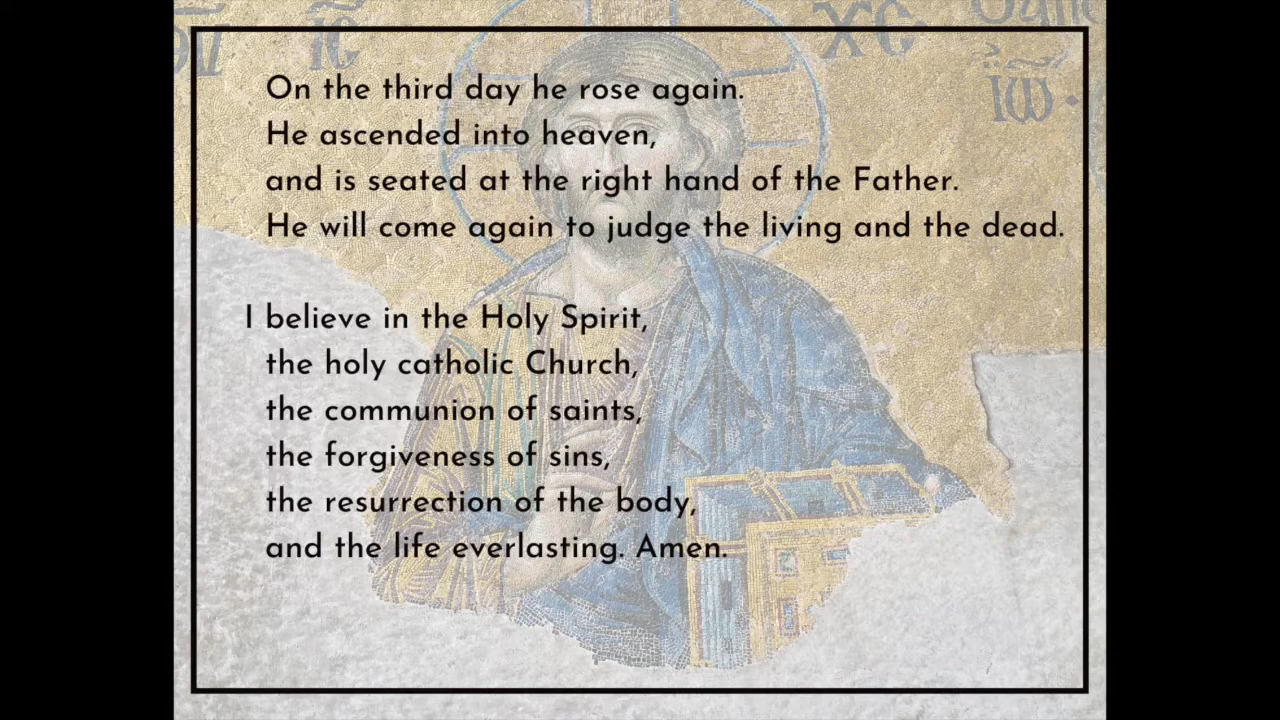 IC
XC
On the third day he rose again.
He ascended into heaven,
and is seated at the right hand of the Father.
He will come again to judge the living and the dead.
I believe in the Holy Spirit,
the holy catholic Church,
the communion of saints,
the forgiveness of sins,
the resurrection of the body,
and the life everlasting. Amen.